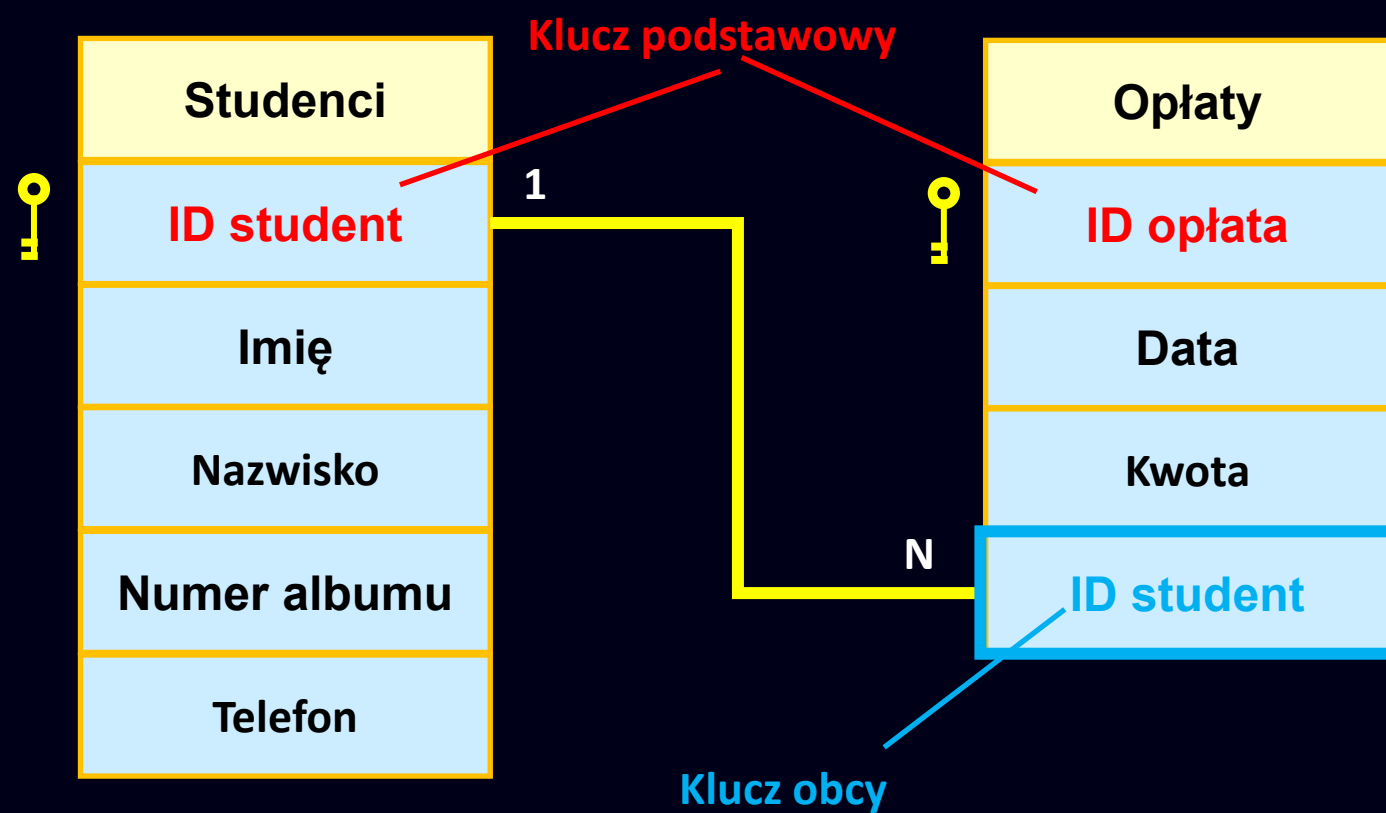 Klucz podstawowy
Studenci
ID student
Imię
Nazwisko
Numer albumu
Telefon
1
N
Opłaty
ID opłata
Data
Kwota
ID student
Klucz obcy